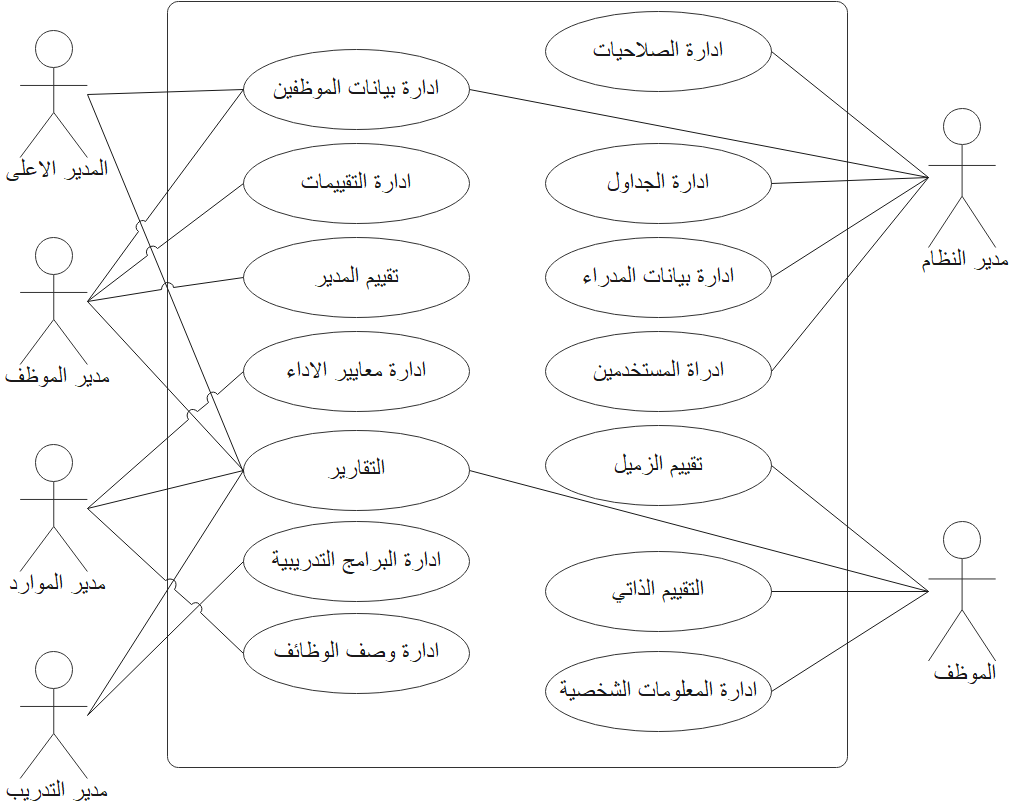 ادارة الصلاحيات
ادارة بيانات الموظفين
المدير الاعلى
ادارة الجداول
ادارة التقييمات
مدير النظام
ادارة بيانات المدراء
تقييم المدير
ادراة المستخدمين
ادارة معايير الاداء
مدير الموظف
تقييم الزميل
التقارير
ادارة البرامج التدريبية
مدير الموارد
التقييم الذاتي
ادارة وصف الوظائف
الموظف
ادارة المعلومات الشخصية
مدير التدريب